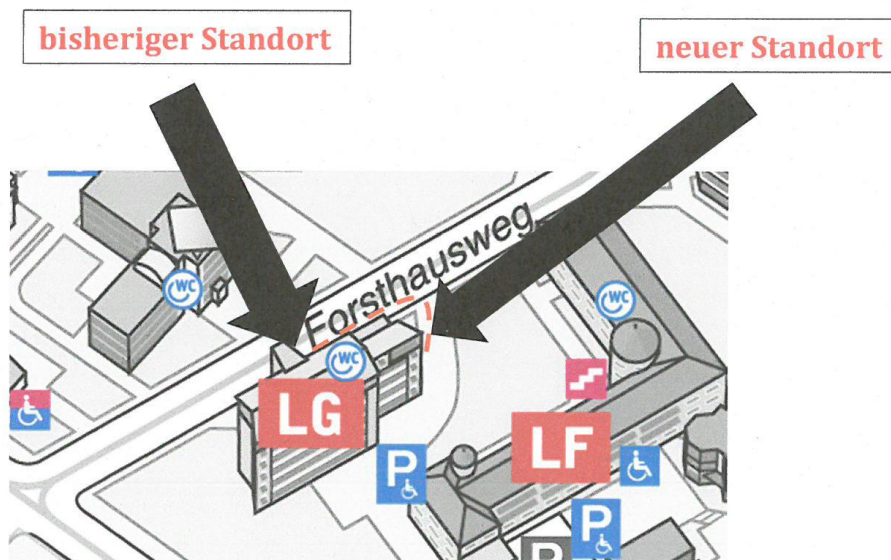 bisheriger Standort
neuer Standort
Forsthausweg
WC
WC
WC
LG
LF
P
P
P